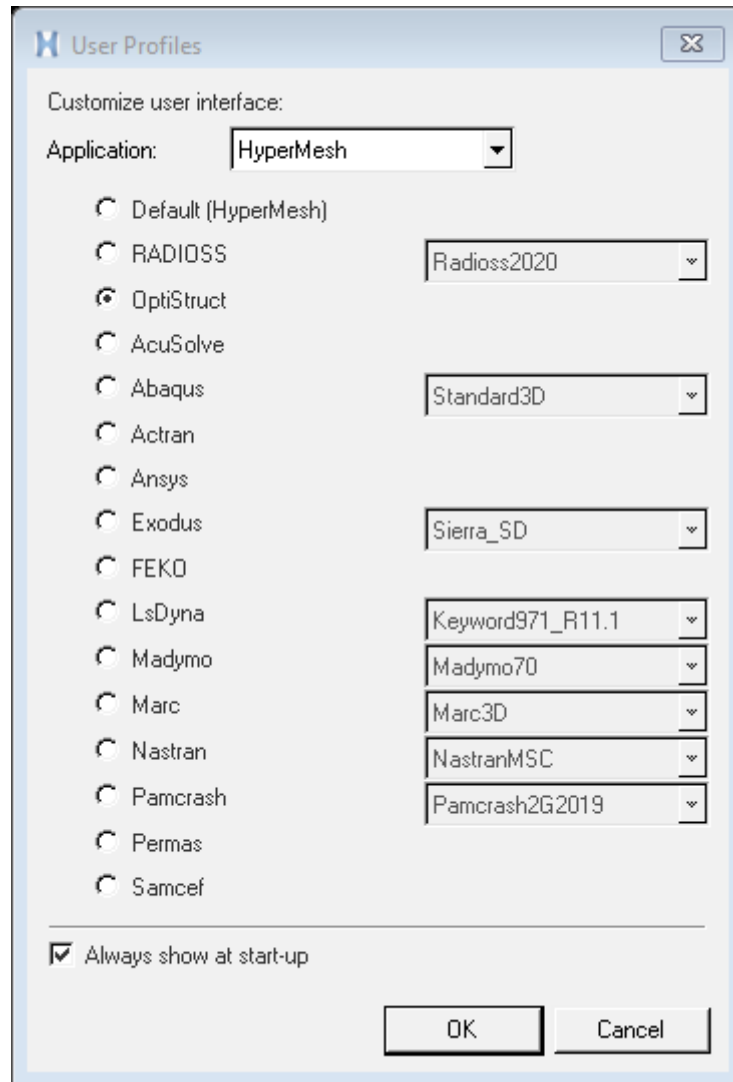 User Profiles
Customize user interface:
Application: HyperMesh
Default (HyperMesh)
RADIOSS Radioss2020
OptiStruct
AcuSolve
Abaqus Standard3D
Actran
Ansys
Exodus Sierra_SD
FEKO
LsDyna Keyword971_R11.1
Madymo Madymo70
Marc Marc3D
Nastran NastranMSC
Pamcrash Pamcrash2G2019
Permas
Samcef
Always show at start-up
OK Cancel